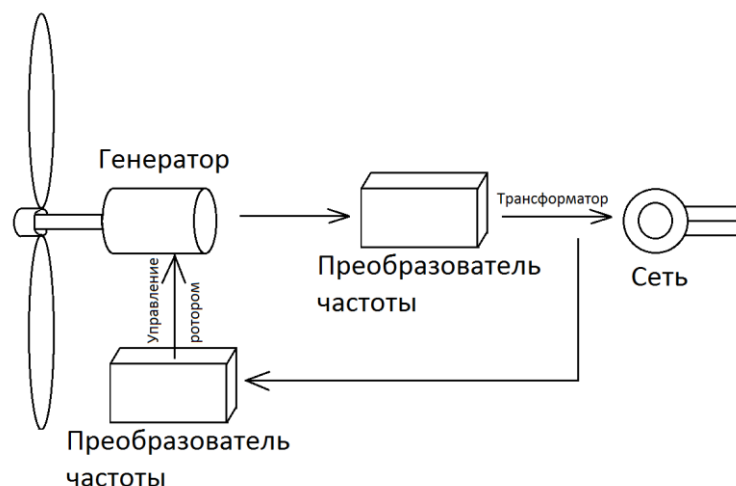 Генератор
Трансформатор
Преобразователь
частоты
Сеть
Управление
ротором
Преобразователь
частоты